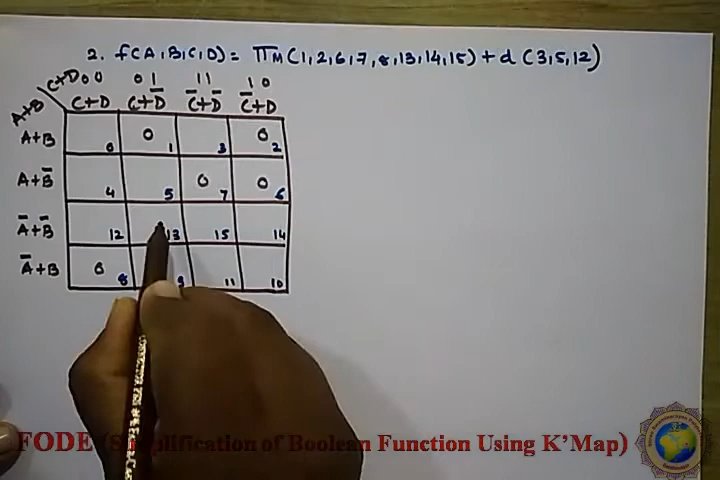 2. f(A,B,C,D) = ΠM(1,2,6,7,8,13,14,15) + d(3,5,12)
C+D 00 01 11 10
A+B C+D C+D̅ C̅+D̅ C̅+D
A+B 0 0 1 3 0 2
A+B̅ 4 5 0 7 0 6
A̅+B̅ 12 13 15 14
A̅+B 0 8 9 11 10
FODE (Simplification of Boolean Function Using K'Map)